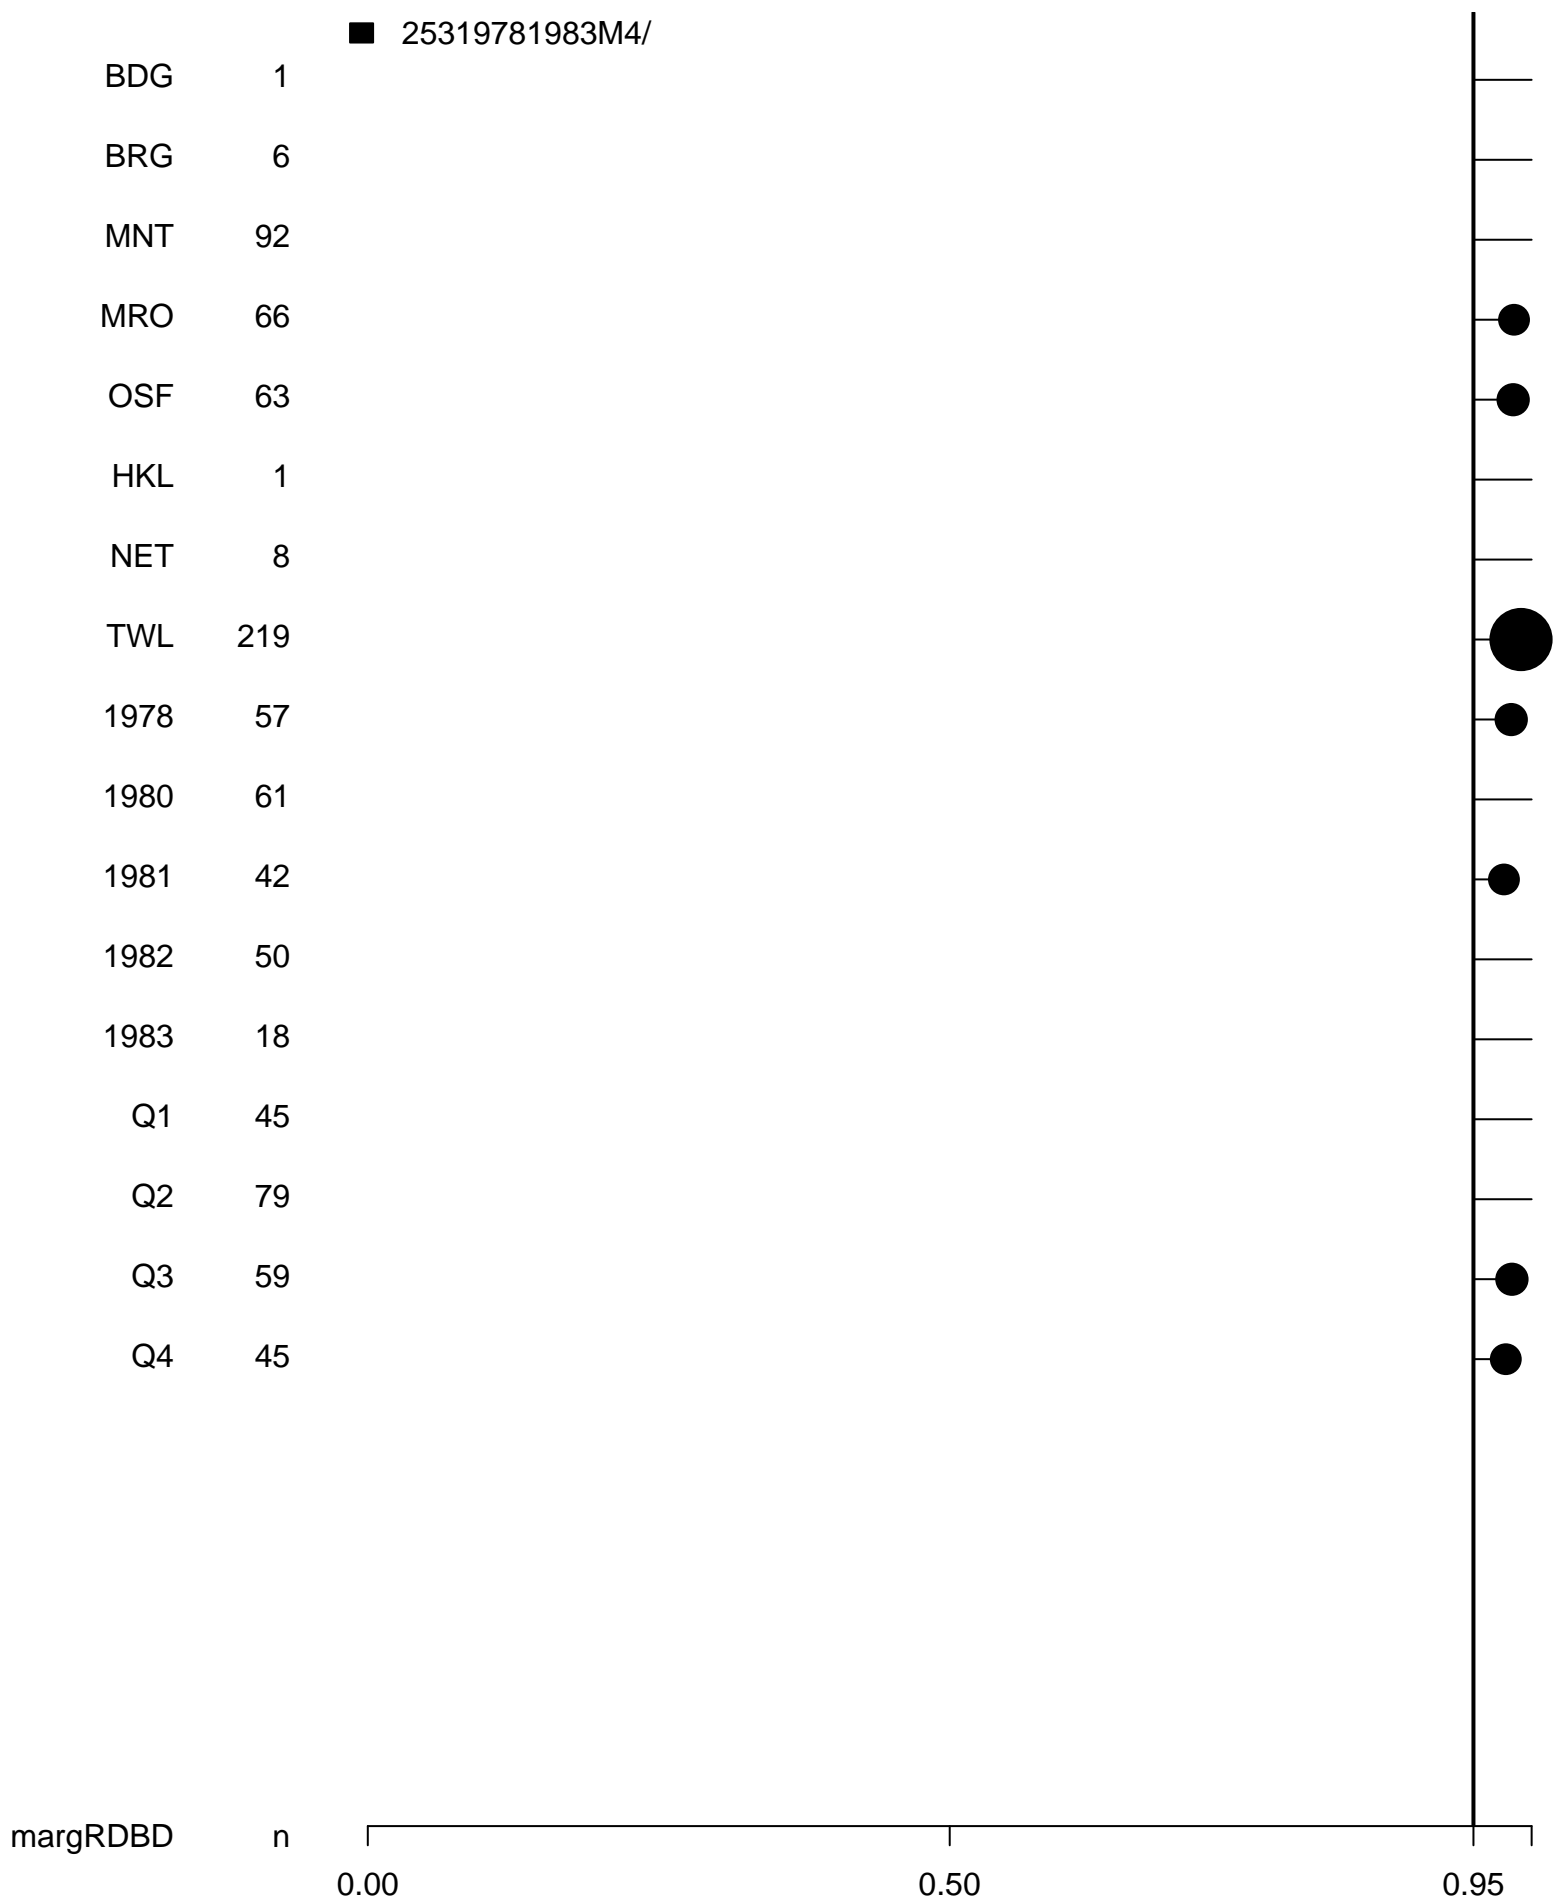 25319781983M4/
BDG 1
BRG 6
MNT 92
MRO 66
OSF 63
HKL 1
NET 8
TWL 219
1978 57
1980 61
1981 42
1982 50
1983 18
Q1 45
Q2 79
Q3 59
Q4 45
margRDBD n
0.00 0.50 0.95